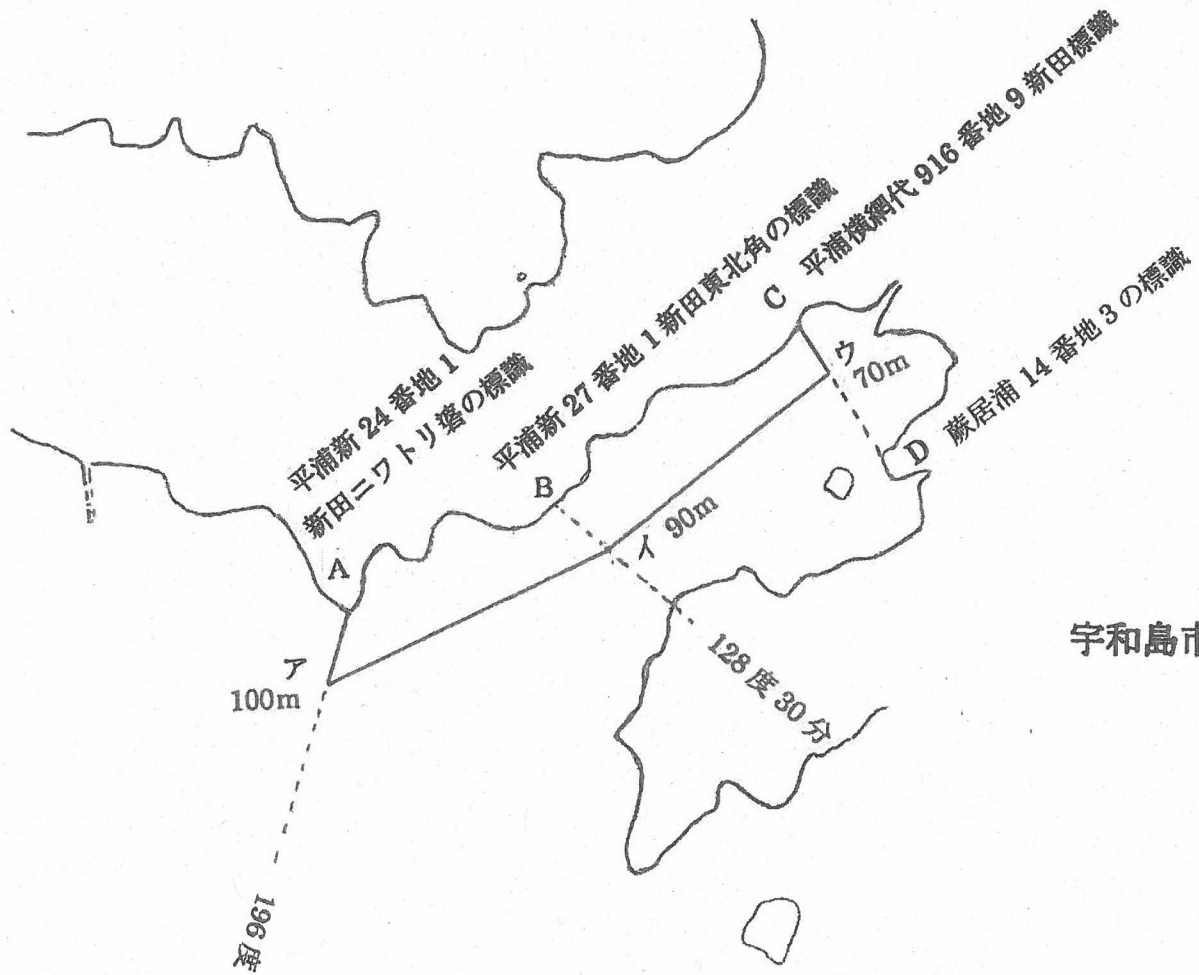 平浦横網代 916 番地 9 新田標識
C
ウ
70m
蕨居浦 14 番地 3 の標識
D
平浦新 27 番地 1 新田東北角の標識
B
イ 90m
128 度 30 分
平浦新 24 番地 1
新田ニワトリ碆の標識
A
ア
100m
196 度
宇和島市